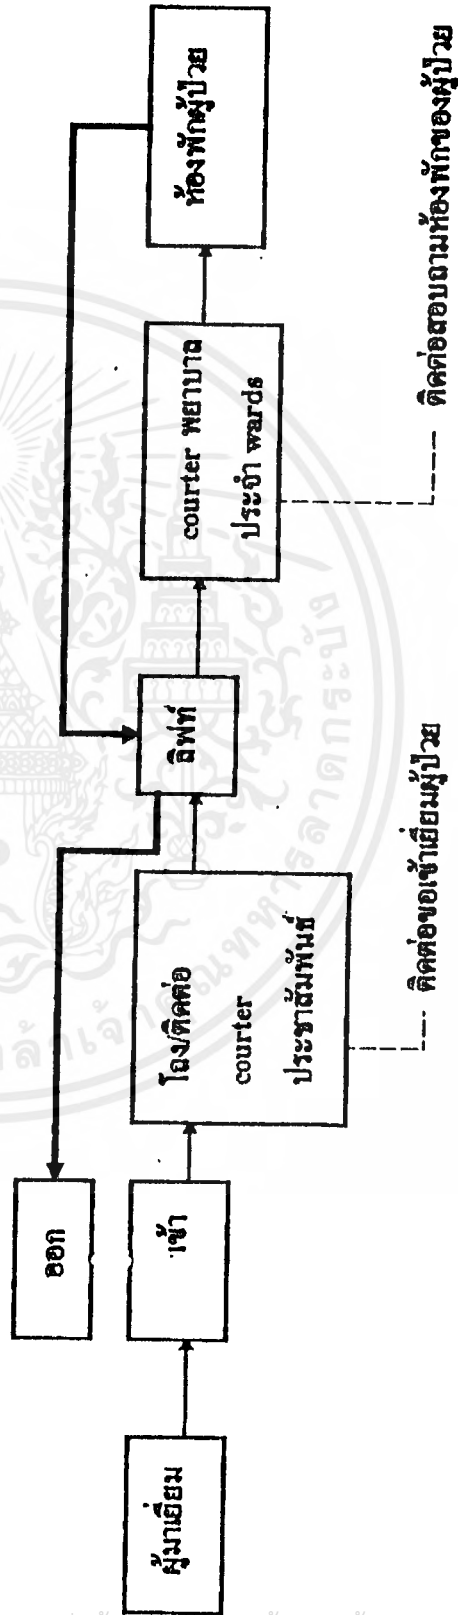 ผู้มาเยี่ยม
เข้า
ออก
โถง/ติดต่อ
courter
ประชาสัมพันธ์
ลิฟท์
courter พยาบาล
ประจำ wards
ห้องพักผู้ป่วย
ติดต่อขอเข้าเยี่ยมผู้ป่วย
ติดต่อสอบถามห้องพักของผู้ป่วย